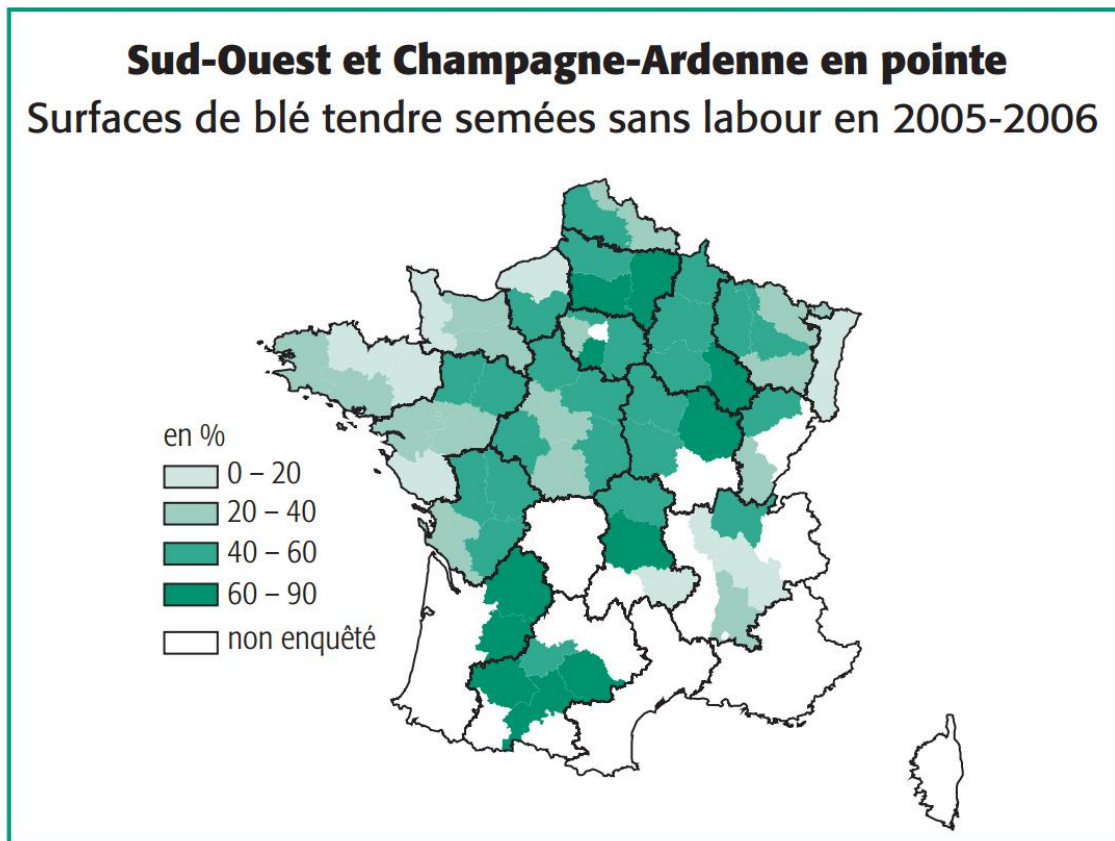 Sud-Ouest et Champagne-Ardenne en pointe
Surfaces de blé tendre semées sans labour en 2005-2006
en %
0 – 20
20 – 40
40 – 60
60 – 90
non enquêté